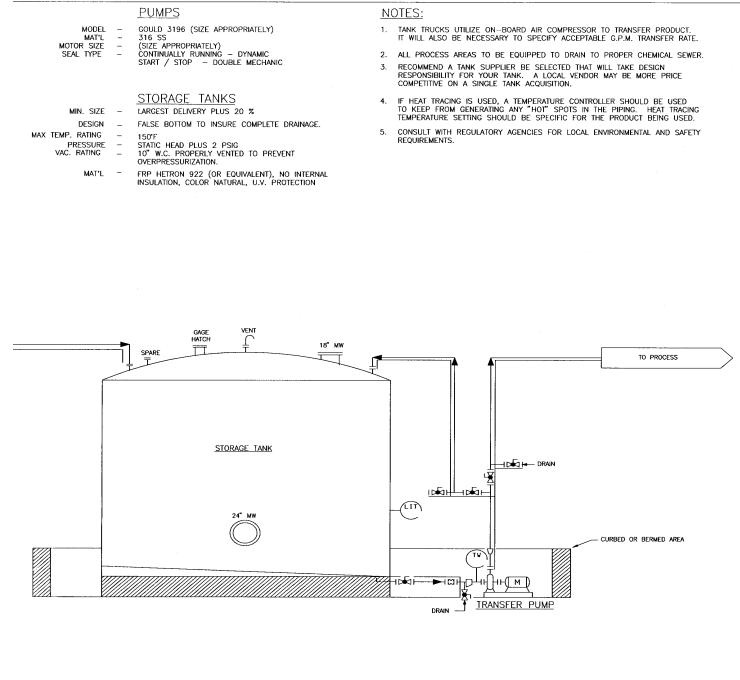 PUMPS
MODEL – GOULD 3196 (SIZE APPROPRIATELY)
MAT'L – 316 SS
MOTOR SIZE – (SIZE APPROPRIATELY)
SEAL TYPE – CONTINUALLY RUNNING – DYNAMIC
START / STOP – DOUBLE MECHANIC
STORAGE TANKS
MIN. SIZE – LARGEST DELIVERY PLUS 20 %
DESIGN – FALSE BOTTOM TO INSURE COMPLETE DRAINAGE.
MAX TEMP. RATING – 150°F
PRESSURE – STATIC HEAD PLUS 2 PSIG
VAC. RATING – 10" W.C. PROPERLY VENTED TO PREVENT
OVERPRESSURIZATION.
MAT'L – FRP HETRON 922 (OR EQUIVALENT), NO INTERNAL
INSULATION, COLOR NATURAL, U.V. PROTECTION
NOTES:
1. TANK TRUCKS UTILIZE ON–BOARD AIR COMPRESSOR TO TRANSFER PRODUCT.
IT WILL ALSO BE NECESSARY TO SPECIFY ACCEPTABLE G.P.M. TRANSFER RATE.
2. ALL PROCESS AREAS TO BE EQUIPPED TO DRAIN TO PROPER CHEMICAL SEWER.
3. RECOMMEND A TANK SUPPLIER BE SELECTED THAT WILL TAKE DESIGN
RESPONSIBILITY FOR YOUR TANK. A LOCAL VENDOR MAY BE MORE PRICE
COMPETITIVE ON A SINGLE TANK ACQUISITION.
4. IF HEAT TRACING IS USED, A TEMPERATURE CONTROLLER SHOULD BE USED
TO KEEP FROM GENERATING ANY "HOT" SPOTS IN THE PIPING. HEAT TRACING
TEMPERATURE SETTING SHOULD BE SPECIFIC FOR THE PRODUCT BEING USED.
5. CONSULT WITH REGULATORY AGENCIES FOR LOCAL ENVIRONMENTAL AND SAFETY
REQUIREMENTS.
SPARE
GAGE
HATCH
VENT
18" MW
TO PROCESS
STORAGE TANK
DRAIN
LIT
24" MW
CURBED OR BERMED AREA
TW
M
DRAIN
TRANSFER PUMP